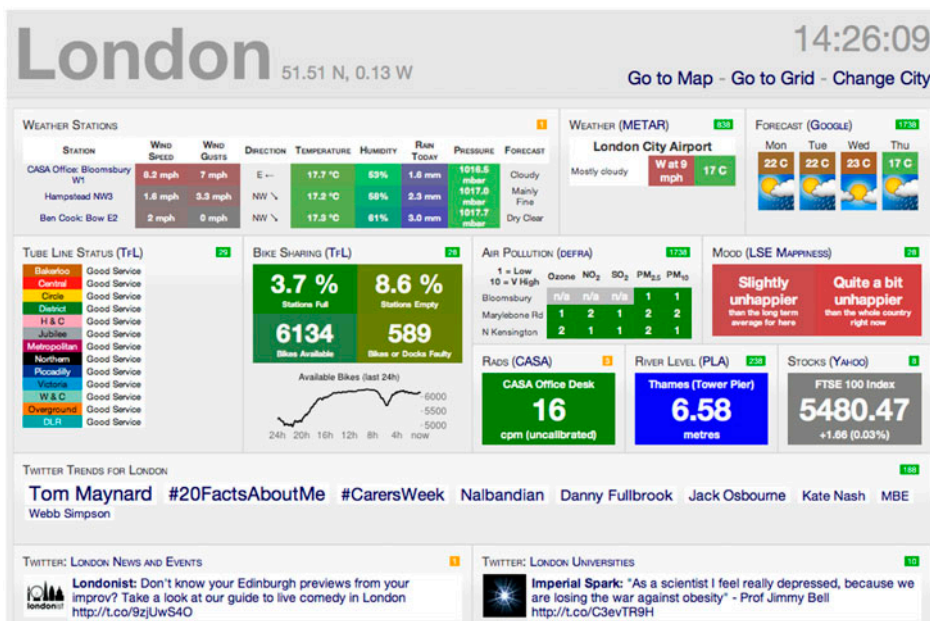 London 51.51 N, 0.13 W
14:26:09
Go to Map - Go to Grid - Change City
WEATHER STATIONS 1
STATION WIND SPEED WIND GUSTS DIRECTION TEMPERATURE HUMIDITY RAIN TODAY PRESSURE FORECAST
CASA Office: Bloomsbury W1 8.2 mph 7 mph E ← 17.7 °C 53% 1.6 mm 1016.5 mbar Cloudy
Hampstead NW3 1.6 mph 3.3 mph NW ↘ 17.2 °C 58% 2.3 mm 1017.0 mbar Mainly Fine
Ben Cook: Bow E2 2 mph 0 mph NW ↘ 17.3 °C 61% 3.0 mm 1017.7 mbar Dry Clear
WEATHER (METAR) 838
London City Airport
Mostly cloudy W at 9 mph 17 C
FORECAST (GOOGLE) 1738
Mon Tue Wed Thu
22 C 22 C 23 C 17 C
TUBE LINE STATUS (TFL) 29
Bakerloo Good Service
Central Good Service
Circle Good Service
District Good Service
H & C Good Service
Jubilee Good Service
Metropolitan Good Service
Northern Good Service
Piccadilly Good Service
Victoria Good Service
W & C Good Service
Overground Good Service
DLR Good Service
BIKE SHARING (TFL) 28
3.7 % 8.6 %
Stations Full Stations Empty
6134 589
Bikes Available Bikes or Docks Faulty
Available Bikes (last 24h)
6000
5500
5000
24h 20h 16h 12h 8h 4h now
AIR POLLUTION (DEFRA) 1738
1 = Low
10 = V High Ozone NO2 SO2 PM2.5 PM10
Bloomsbury n/a n/a n/a 1 1
Marylebone Rd 1 2 1 2 2
N Kensington 2 1 1 2 2
MOOD (LSE MAPPINESS) 28
Slightly unhappier
than the long term average for here
Quite a bit unhappier
than the whole country right now
RADS (CASA) 3
CASA Office Desk
16
cpm (uncalibrated)
RIVER LEVEL (PLA) 238
Thames (Tower Pier)
6.58
metres
STOCKS (YAHOO) 8
FTSE 100 Index
5480.47
+1.66 (0.03%)
TWITTER TRENDS FOR LONDON 188
Tom Maynard #20FactsAboutMe #CarersWeek Nalbandian Danny Fullbrook Jack Osbourne Kate Nash MBE
Webb Simpson
TWITTER: LONDON NEWS AND EVENTS 1
londonist
Londonist: Don't know your Edinburgh previews from your
improv? Take a look at our guide to live comedy in London
http://t.co/9zjUwS4O
TWITTER: LONDON UNIVERSITIES 10
Imperial Spark: "As a scientist I feel really depressed, because we
are losing the war against obesity" - Prof Jimmy Bell
http://t.co/C3evTR9H